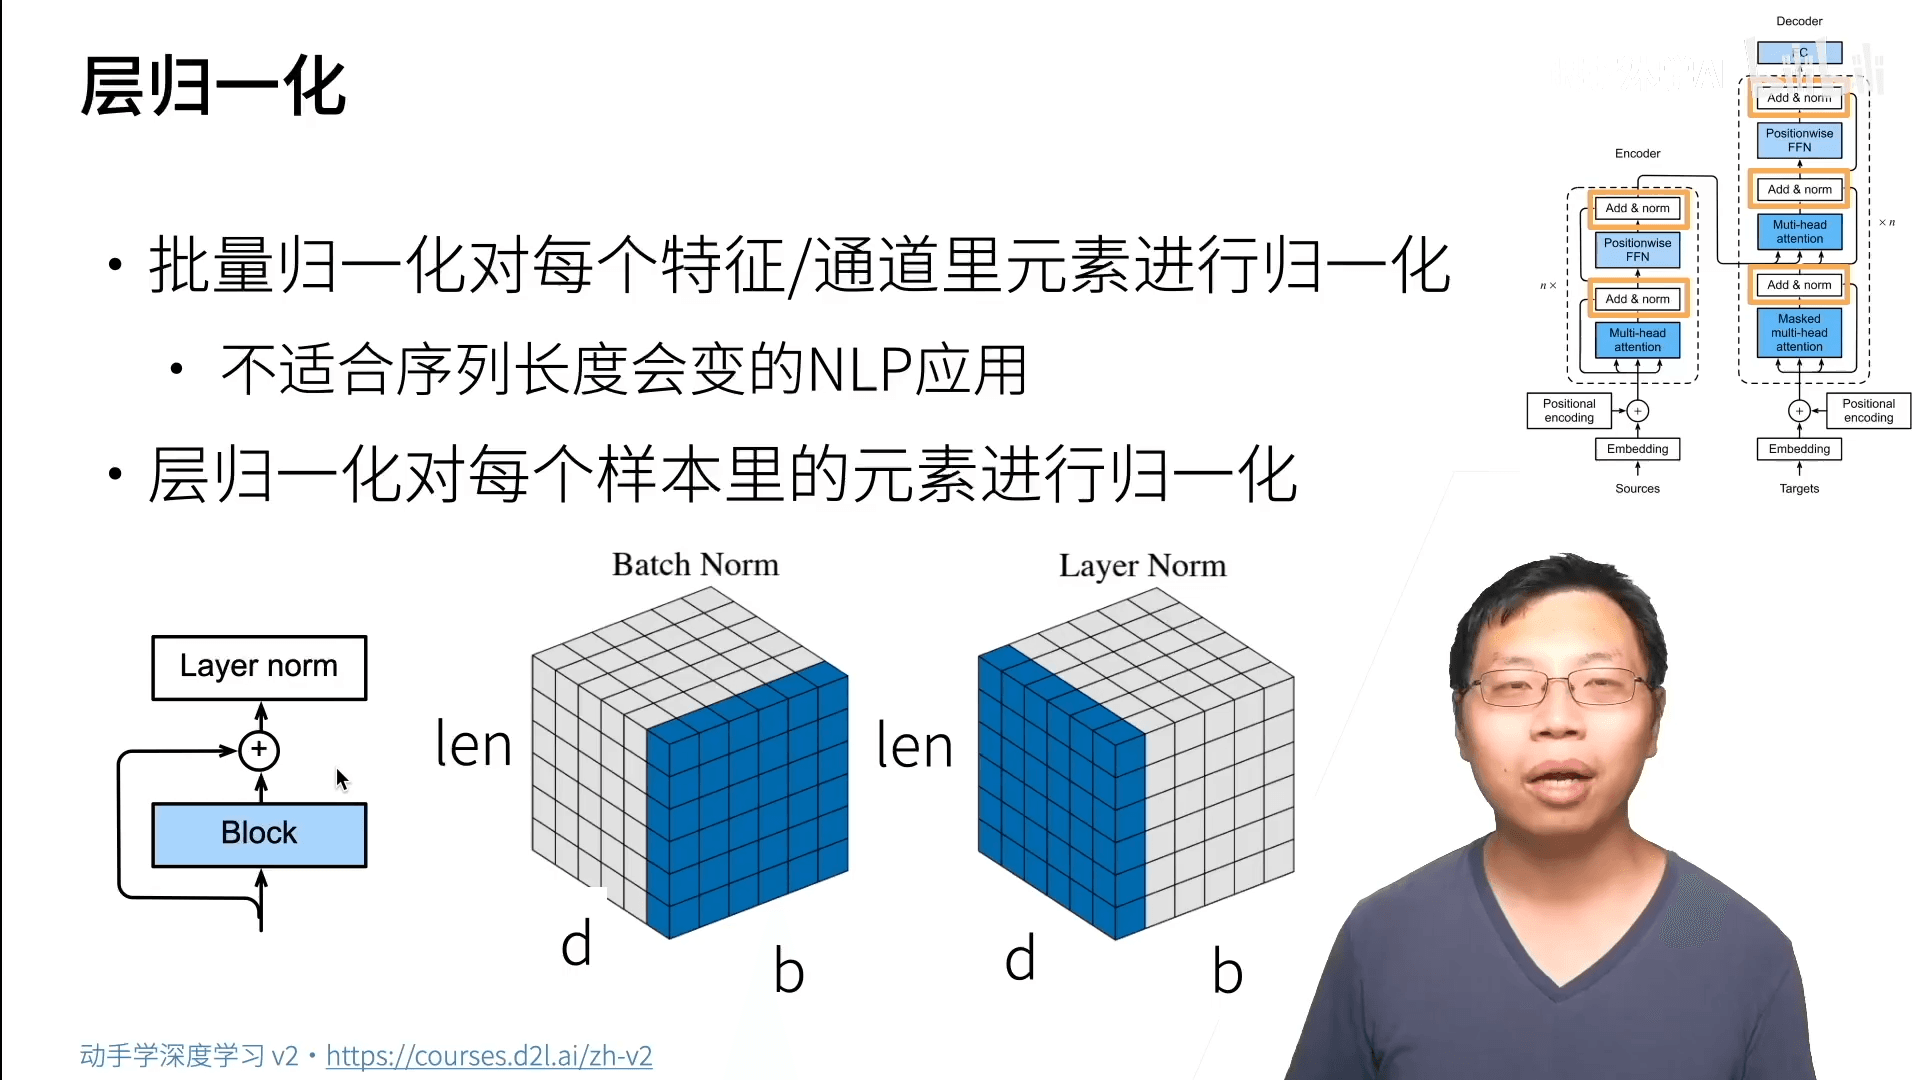 层归一化
• 批量归一化对每个特征/通道里元素进行归一化
• 不适合序列长度会变的NLP应用
• 层归一化对每个样本里的元素进行归一化
Layer norm
+
Block
Batch Norm
len
d
b
Layer Norm
len
d
b
Encoder
Add & norm
Positionwise
FFN
n ×
Add & norm
Multi-head
attention
Positional
encoding
+
Embedding
Sources
Decoder
FC
Add & norm
Positionwise
FFN
Add & norm
× n
Muti-head
attention
Add & norm
Masked
multi-head
attention
+
Positional
encoding
Embedding
Targets
动手学深度学习 v2 • https://courses.d2l.ai/zh-v2